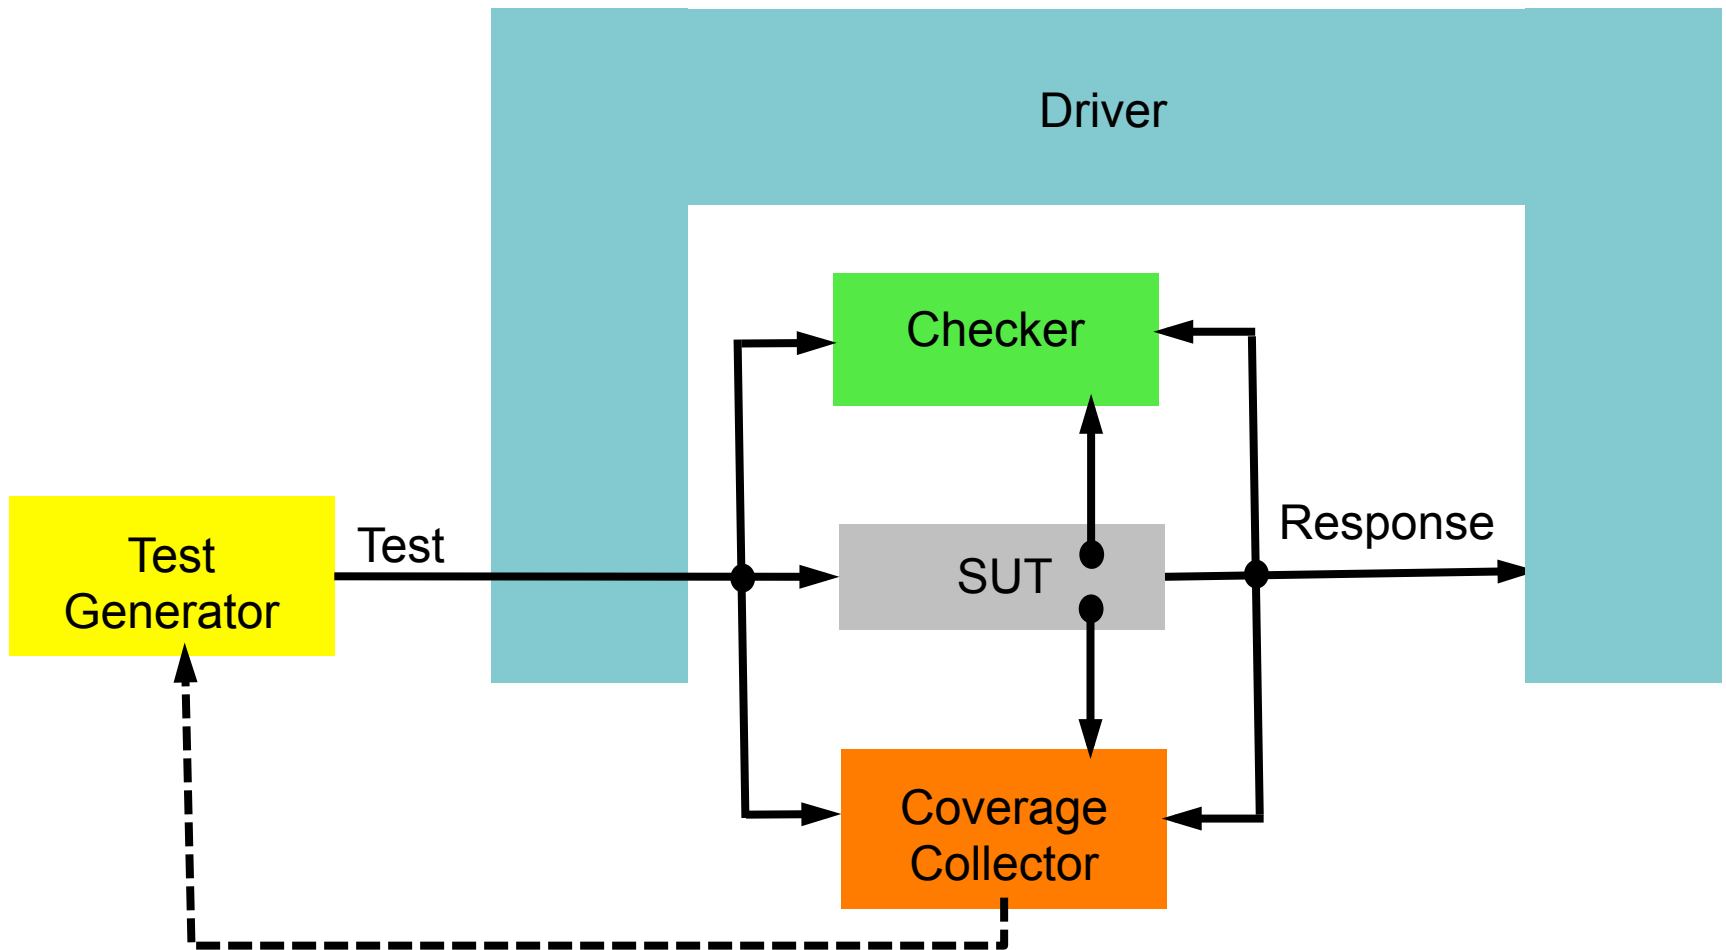 Driver
Checker
Test
Generator
Test
SUT
Response
Coverage
Collector